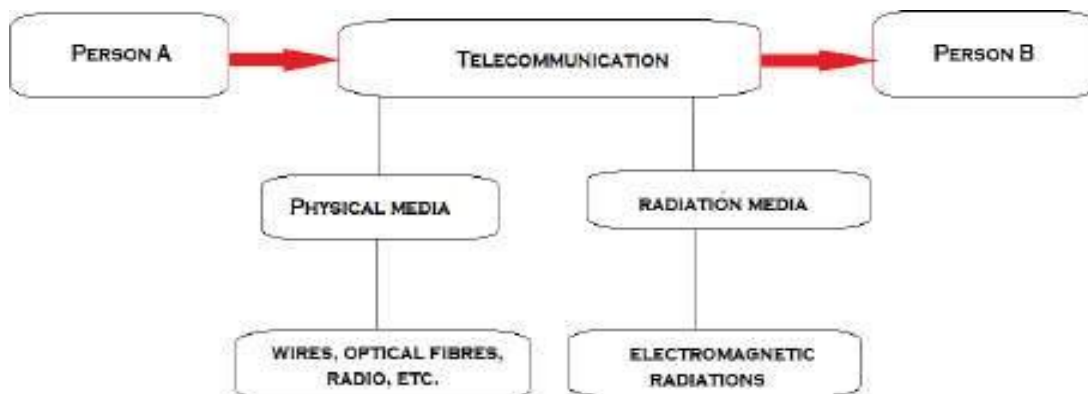 PERSON A
TELECOMMUNICATION
PERSON B
PHYSICAL MEDIA
RADIATION MEDIA
WIRES, OPTICAL FIBRES,
RADIO, ETC.
ELECTROMAGNETIC
RADIATIONS